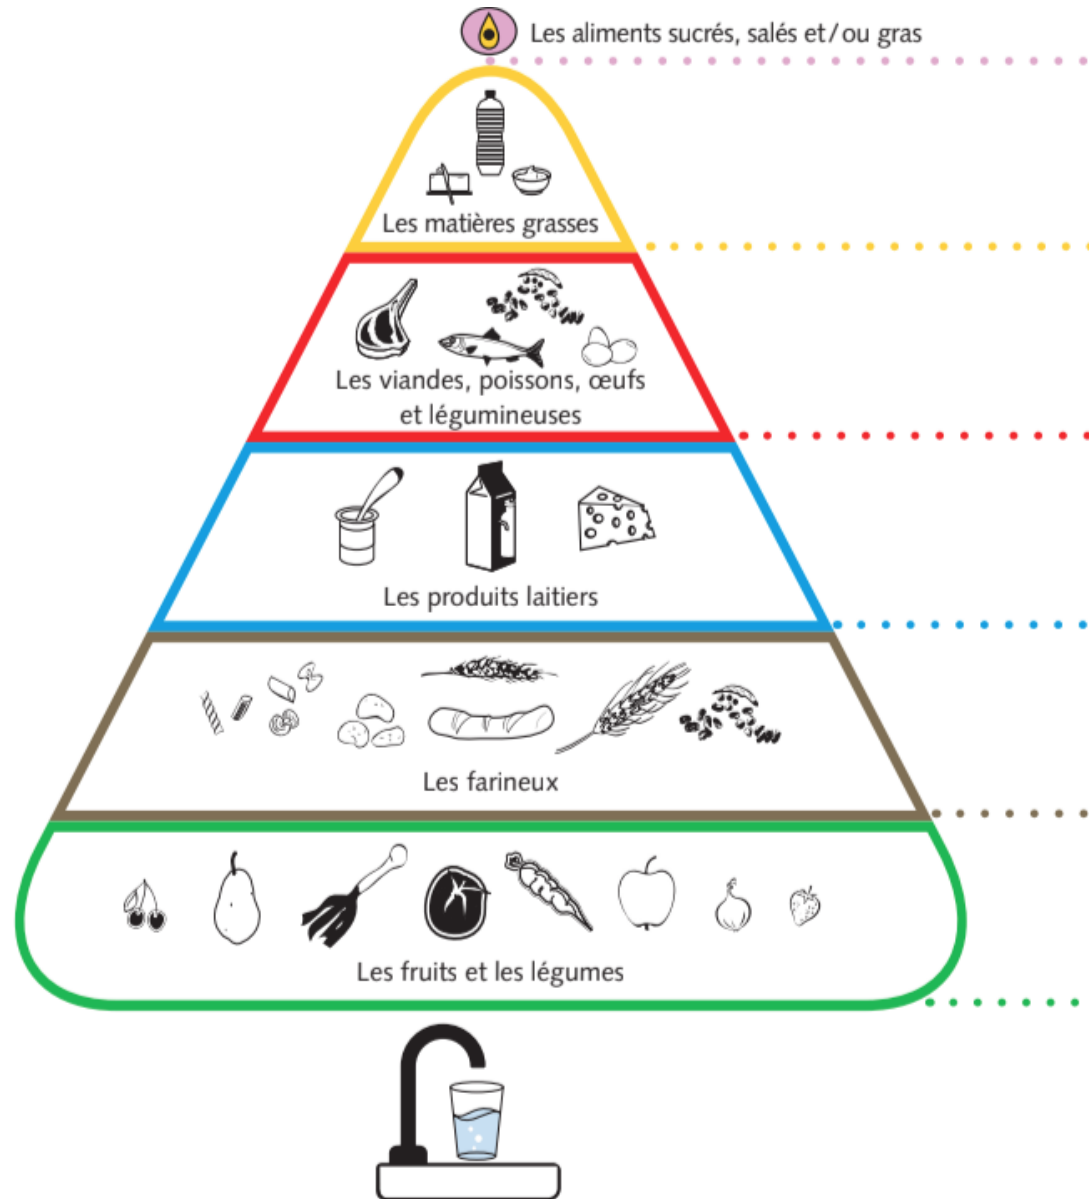 Les aliments sucrés, salés et/ou gras
Les matières grasses
Les viandes, poissons, œufs
et légumineuses
Les produits laitiers
Les farineux
Les fruits et les légumes